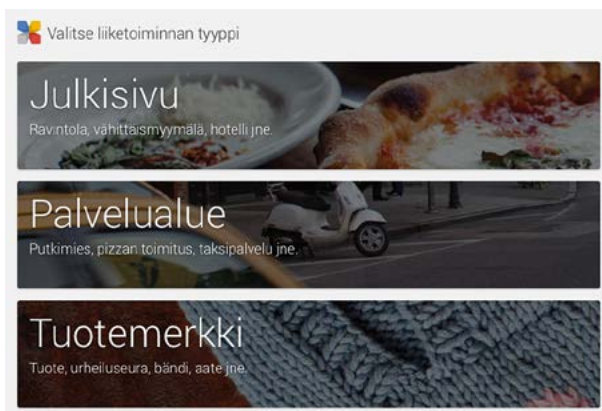 Valitse liiketoiminnan tyyppi
Julkisivu
Ravintola, vähittäismyymälä, hotelli jne.
Palvelualue
Putkimies, pizzan toimitus, taksipalvelu jne.
Tuotemerkki
Tuote, urheiluseura, bändi, aate jne.